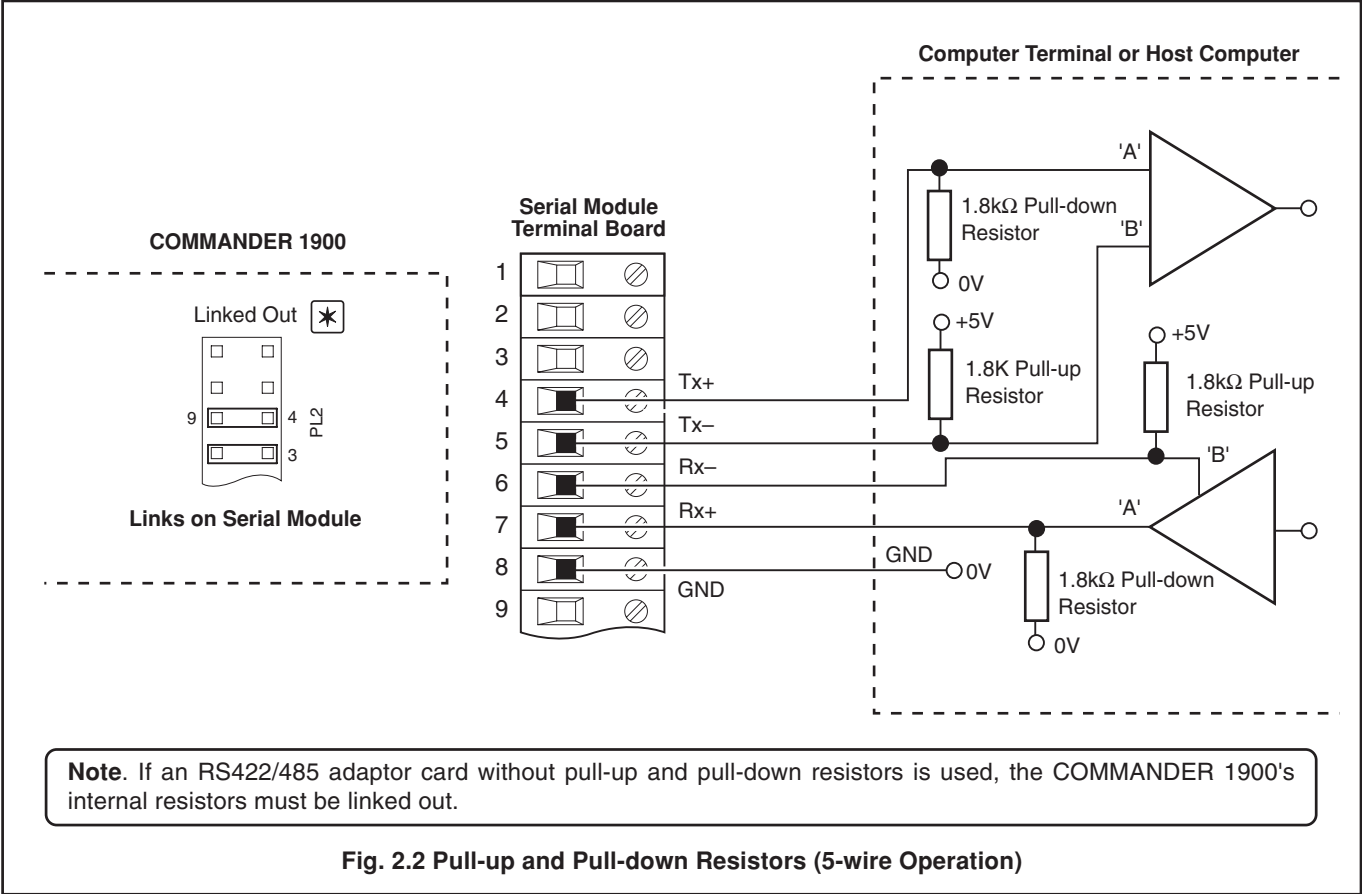 Computer Terminal or Host Computer
COMMANDER 1900
Linked Out
9
4
3
PL2
Links on Serial Module
Serial Module
Terminal Board
1
2
3
4
5
6
7
8
9
Tx+
Tx–
Rx–
Rx+
GND
GND
0V
'A'
'B'
1.8kΩ Pull-down
Resistor
0V
+5V
1.8K Pull-up
Resistor
+5V
1.8kΩ Pull-up
Resistor
'B'
'A'
1.8kΩ Pull-down
Resistor
0V
Note. If an RS422/485 adaptor card without pull-up and pull-down resistors is used, the COMMANDER 1900's
internal resistors must be linked out.
Fig. 2.2 Pull-up and Pull-down Resistors (5-wire Operation)